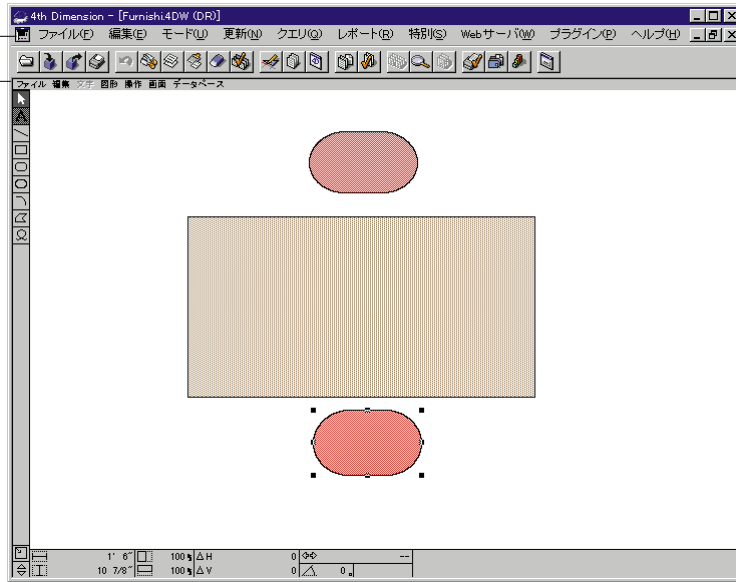 4th Dimension - [Furnishi.4DW (DR)]
ファイル(F) 編集(E) モード(U) 更新(N) クエリ(Q) レポート(R) 特別(S) Webサーバ(W) プラグイン(P) ヘルプ(H)
ファイル 編集 文字 図形 操作 画面 データベース
1' 6" 100% ΔH 0 --
10 7/8" 100% ΔV 0 0.